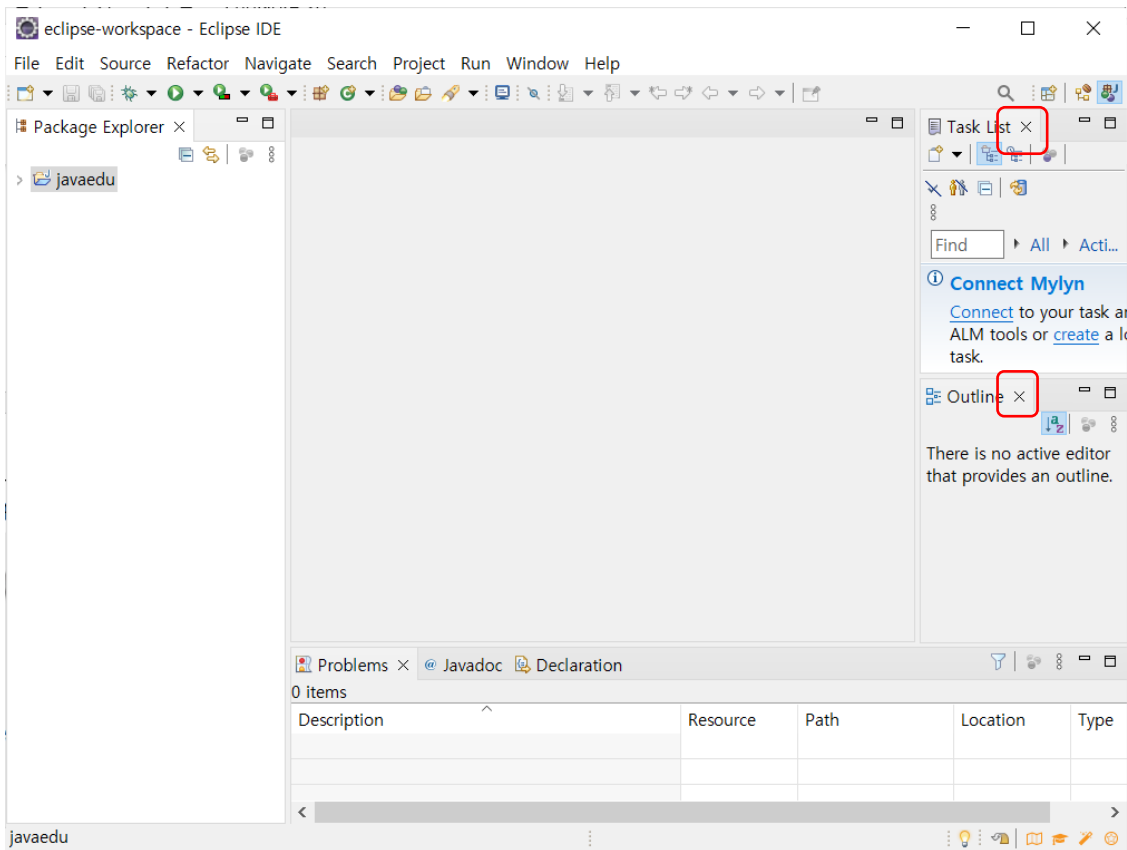 eclipse-workspace - Eclipse IDE
File Edit Source Refactor Navigate Search Project Run Window Help
Package Explorer
javaedu
Task List
Find
All
Acti...
Connect Mylyn
Connect to your task
ALM tools or create a
task.
Outline
There is no active editor
that provides an outline.
Problems @ Javadoc Declaration
0 items
Description Resource Path Location Type
javaedu